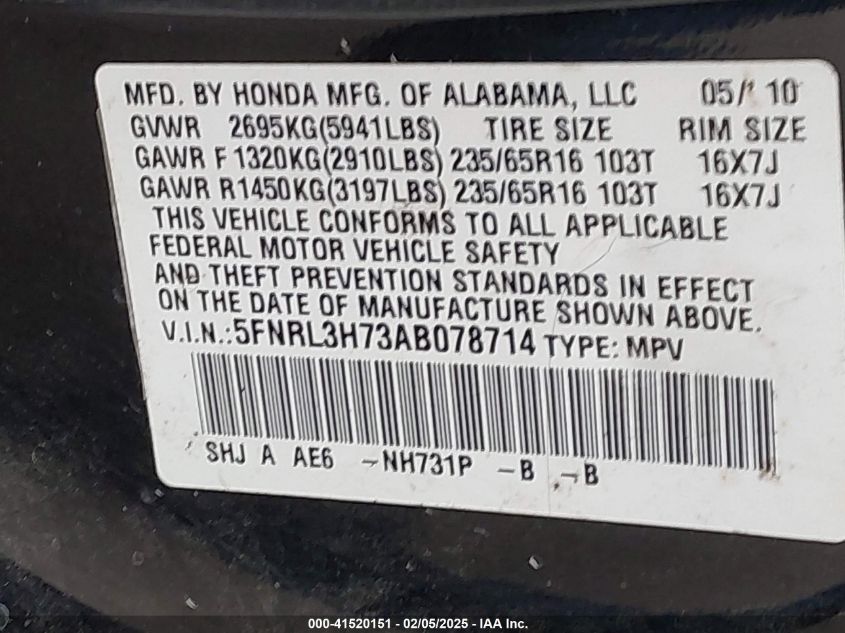 MFD. BY HONDA MFG. OF ALABAMA, LLC 05/ 10
GVWR 2695KG(5941LBS) TIRE SIZE RIM SIZE
GAWR F 1320KG(2910LBS) 235/65R16 103T 16X7J
GAWR R1450KG(3197LBS) 235/65R16 103T 16X7J
THIS VEHICLE CONFORMS TO ALL APPLICABLE
FEDERAL MOTOR VEHICLE SAFETY
AND THEFT PREVENTION STANDARDS IN EFFECT
ON THE DATE OF MANUFACTURE SHOWN ABOVE.
V.I.N.:5FNRL3H73AB078714 TYPE: MPV
SHJ A AE6 -NH731P -B -B
000-41520151 - 02/05/2025 - IAA Inc.